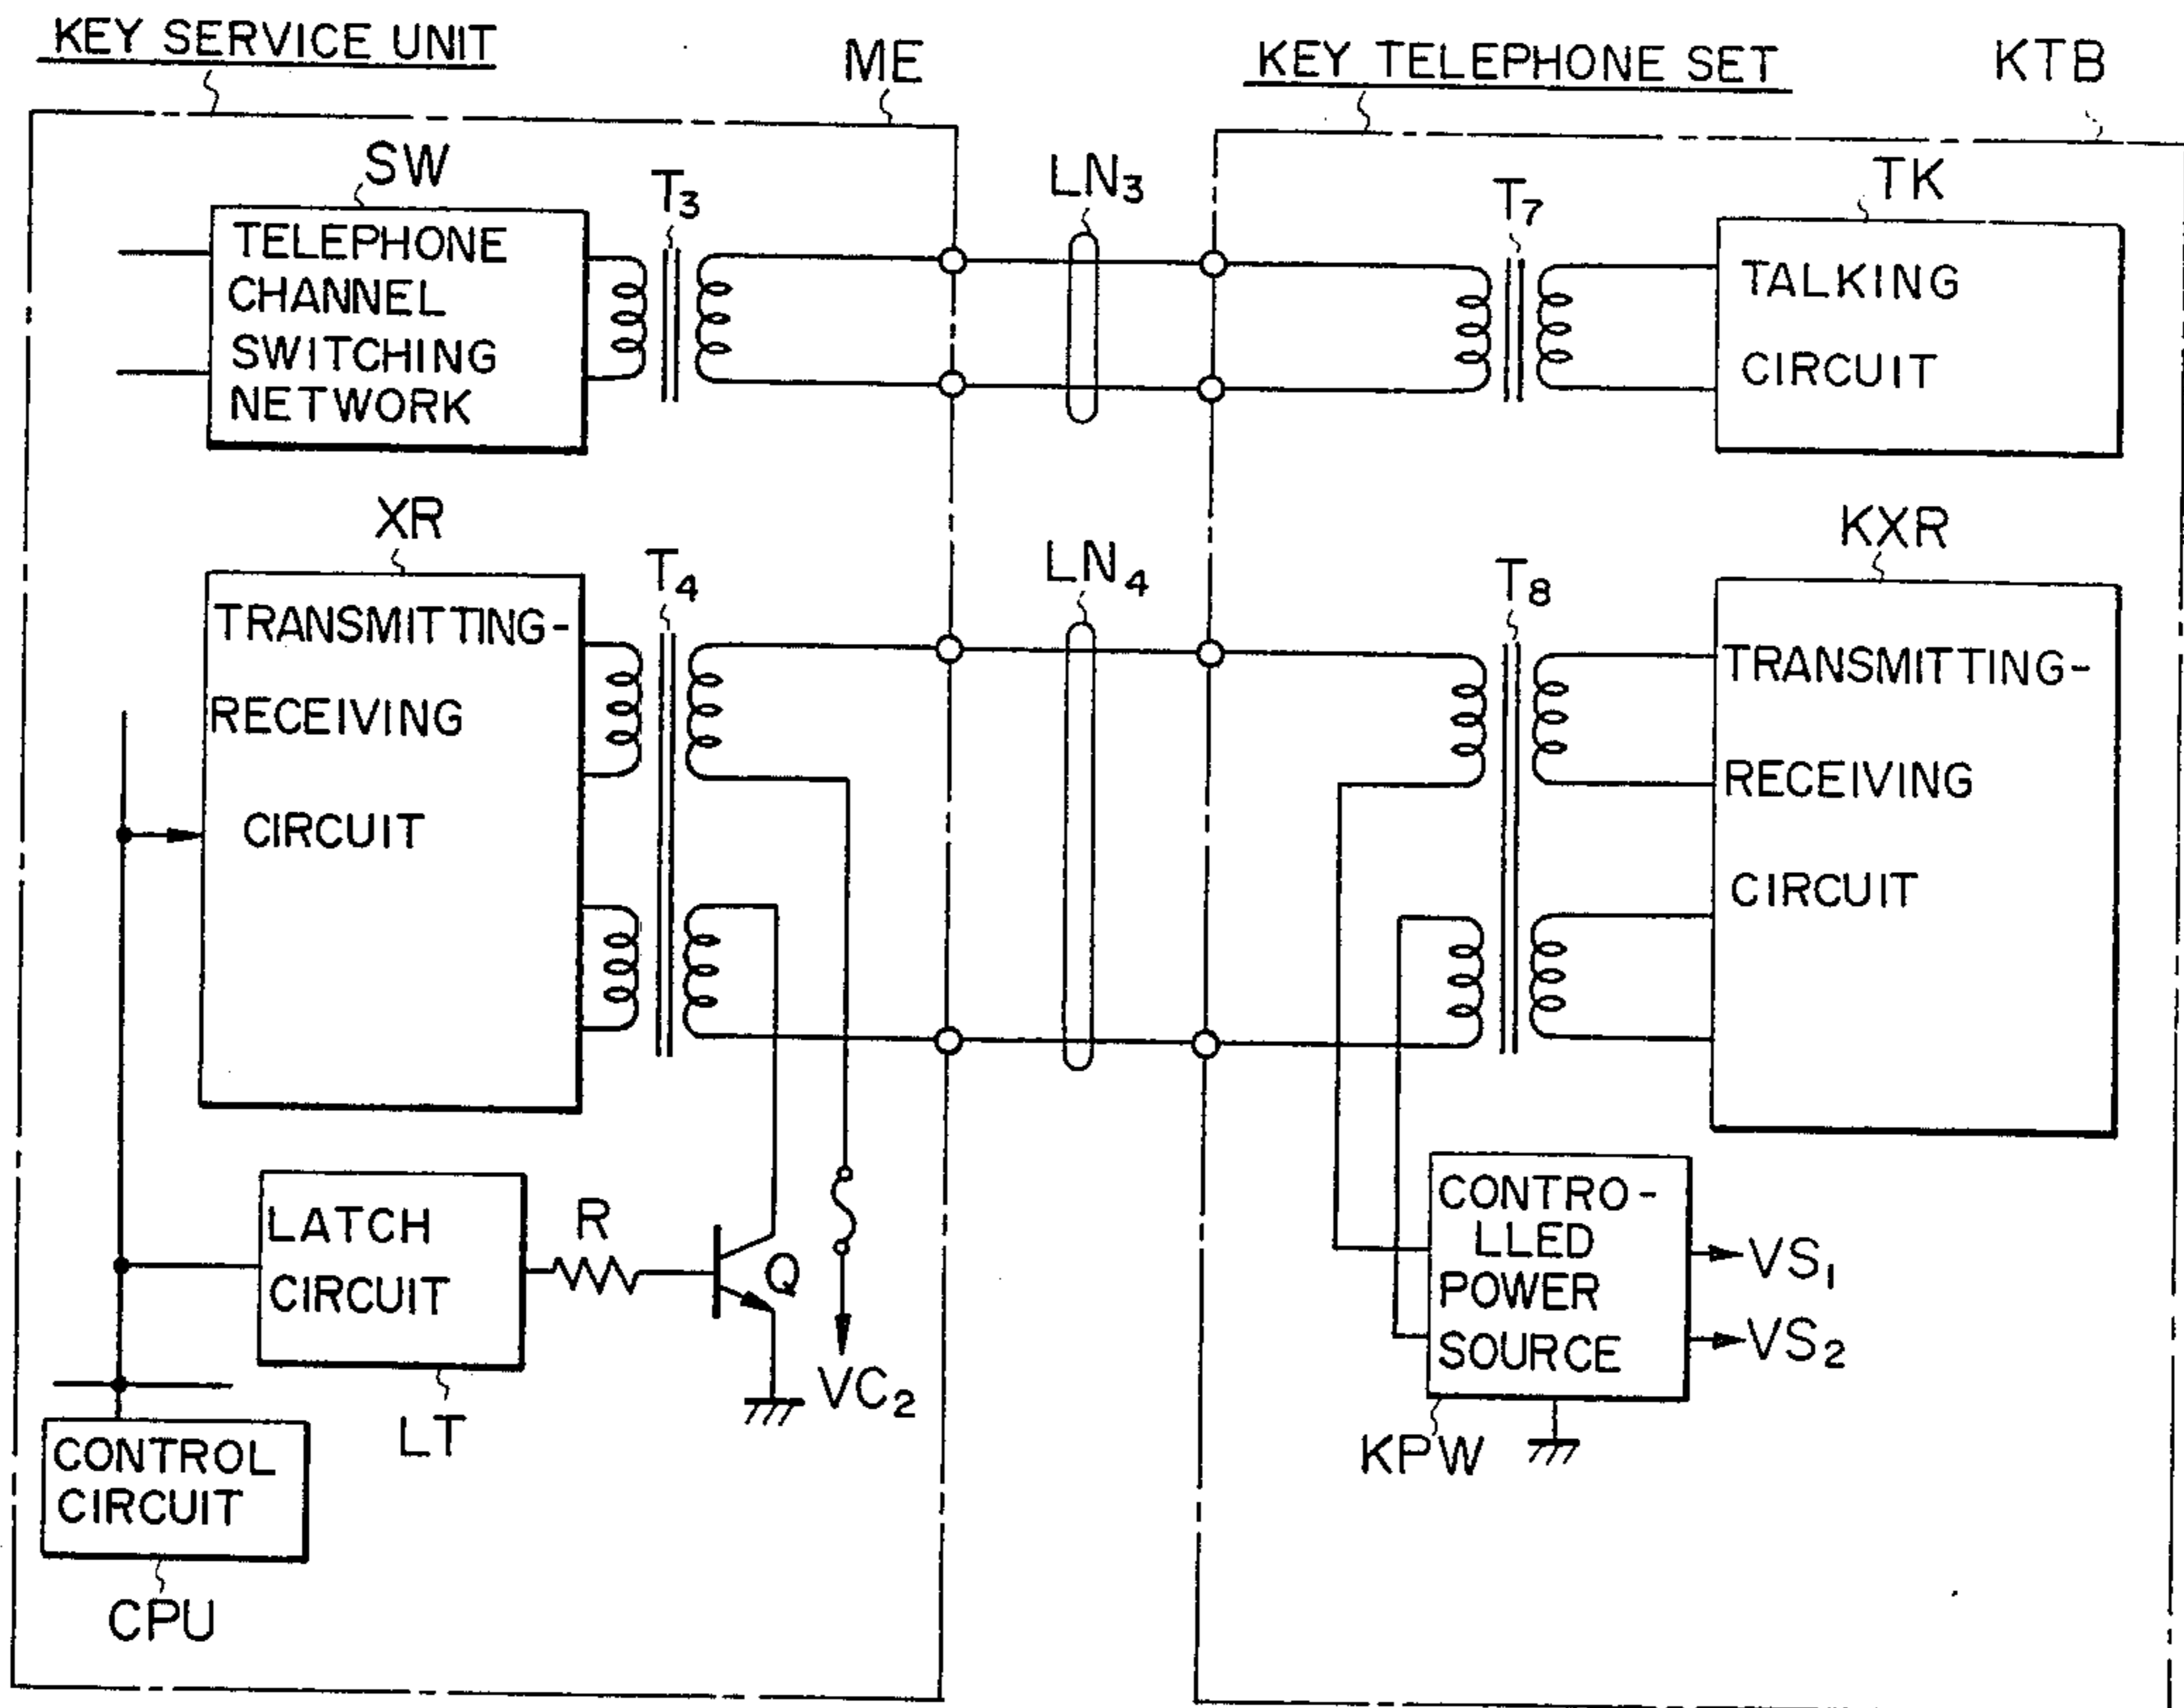 KEY SERVICE UNIT
ME
KEY TELEPHONE SET
KTB
SW
T3
LN3
T7
TK
TELEPHONE
CHANNEL
SWITCHING
NETWORK
TALKING
CIRCUIT
XR
T4
LN4
T8
KXR
TRANSMITTING-
RECEIVING
CIRCUIT
TRANSMITTING-
RECEIVING
CIRCUIT
LATCH
CIRCUIT
R
Q
VC2
LT
CONTRO-
LLED
POWER
SOURCE
VS1
VS2
KPW
CONTROL
CIRCUIT
CPU